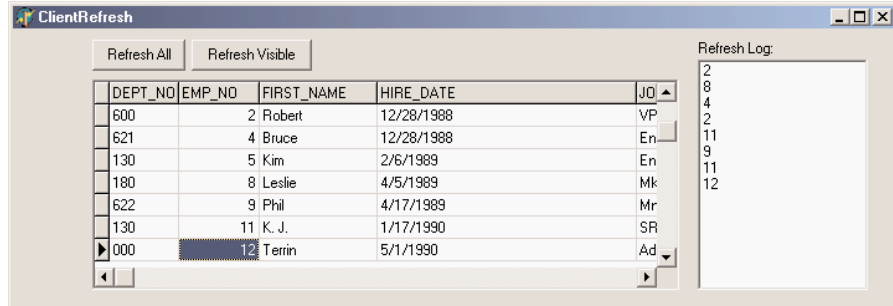 ClientRefresh
Refresh All Refresh Visible
DEPT_NO EMP_NO FIRST_NAME HIRE_DATE JO
600 2 Robert 12/28/1988 VP
621 4 Bruce 12/28/1988 En
130 5 Kim 2/6/1989 En
180 8 Leslie 4/5/1989 Mk
622 9 Phil 4/17/1989 Mr
130 11 K. J. 1/17/1990 SR
000 12 Terrin 5/1/1990 Ad
Refresh Log:
2
8
4
2
11
9
11
12